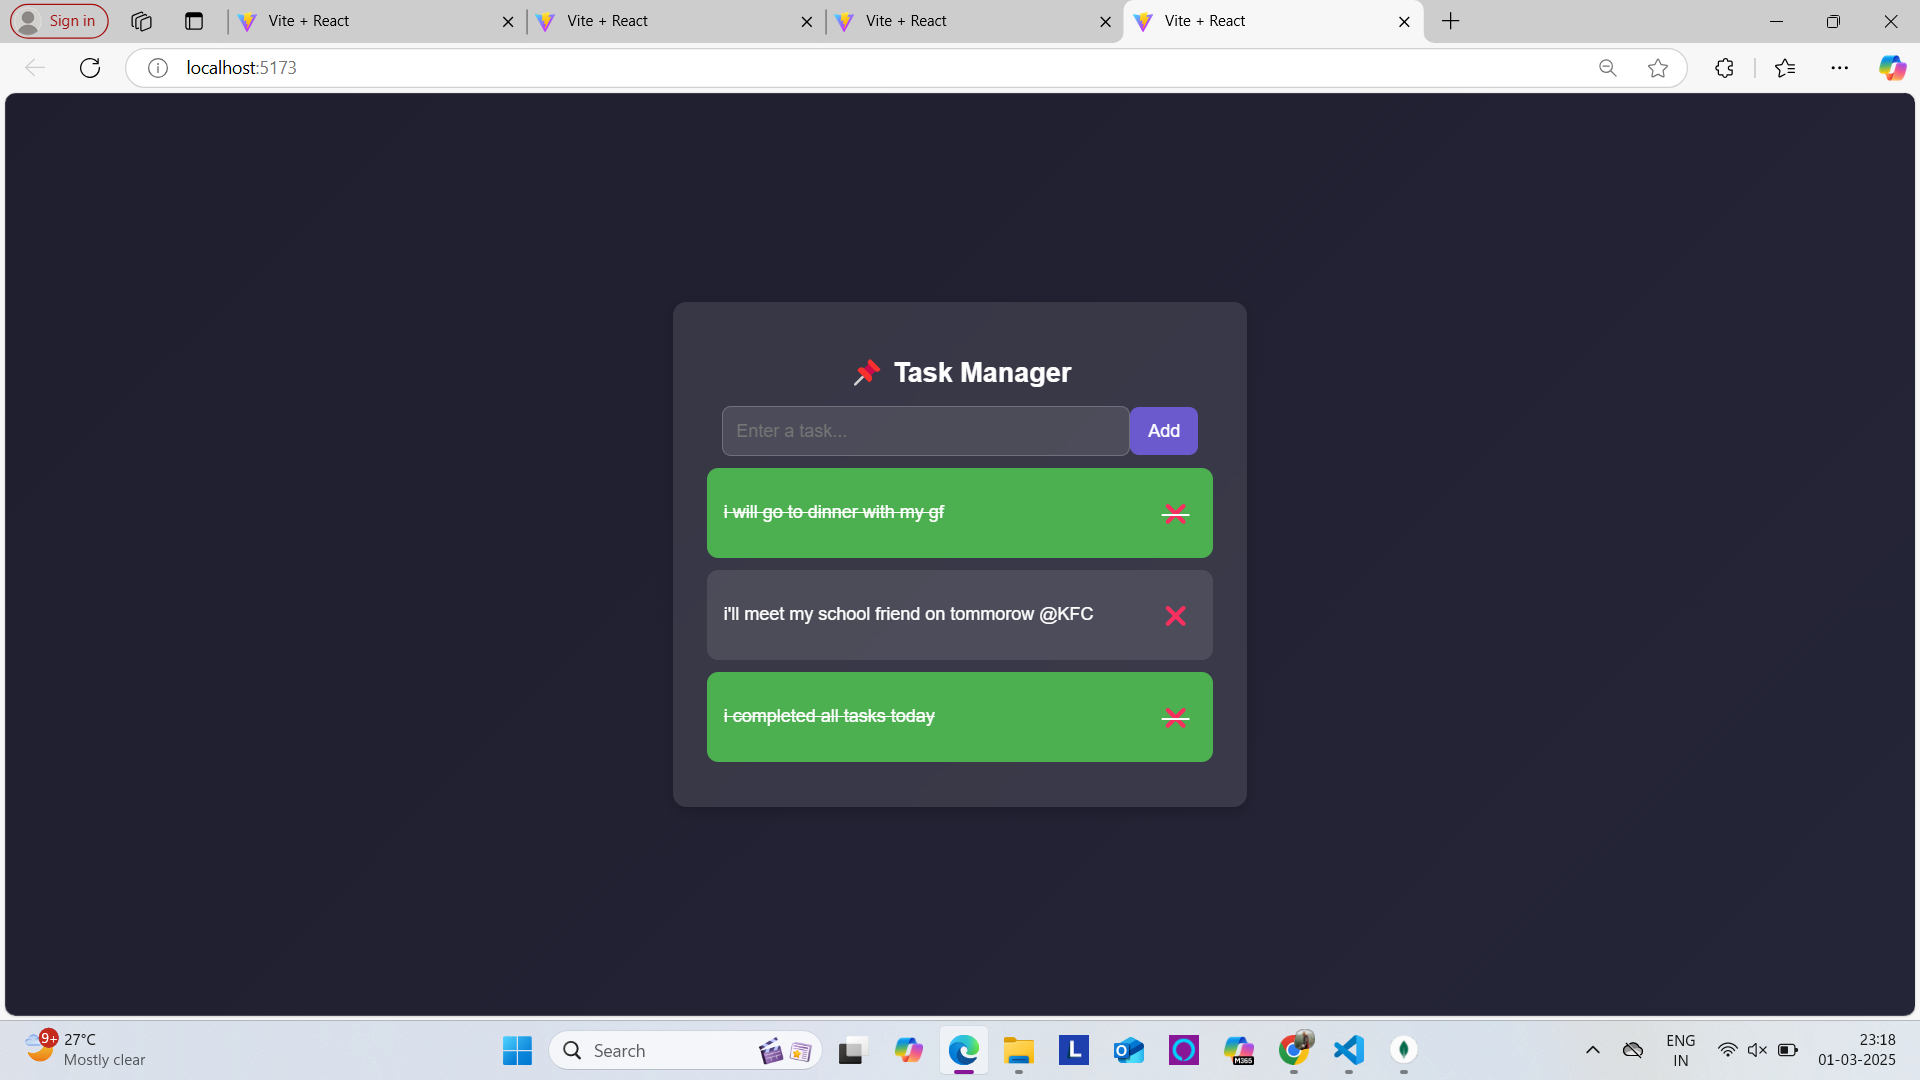 Sign in
Vite + React
Vite + React
Vite + React
Vite + React
localhost:5173
📌 Task Manager
Enter a task...
Add
i will go to dinner with my gf
i'll meet my school friend on tommorow @KFC
i completed all tasks today
9+
27°C
Mostly clear
Search
L
O
M365
ENG
IN
23:18
01-03-2025